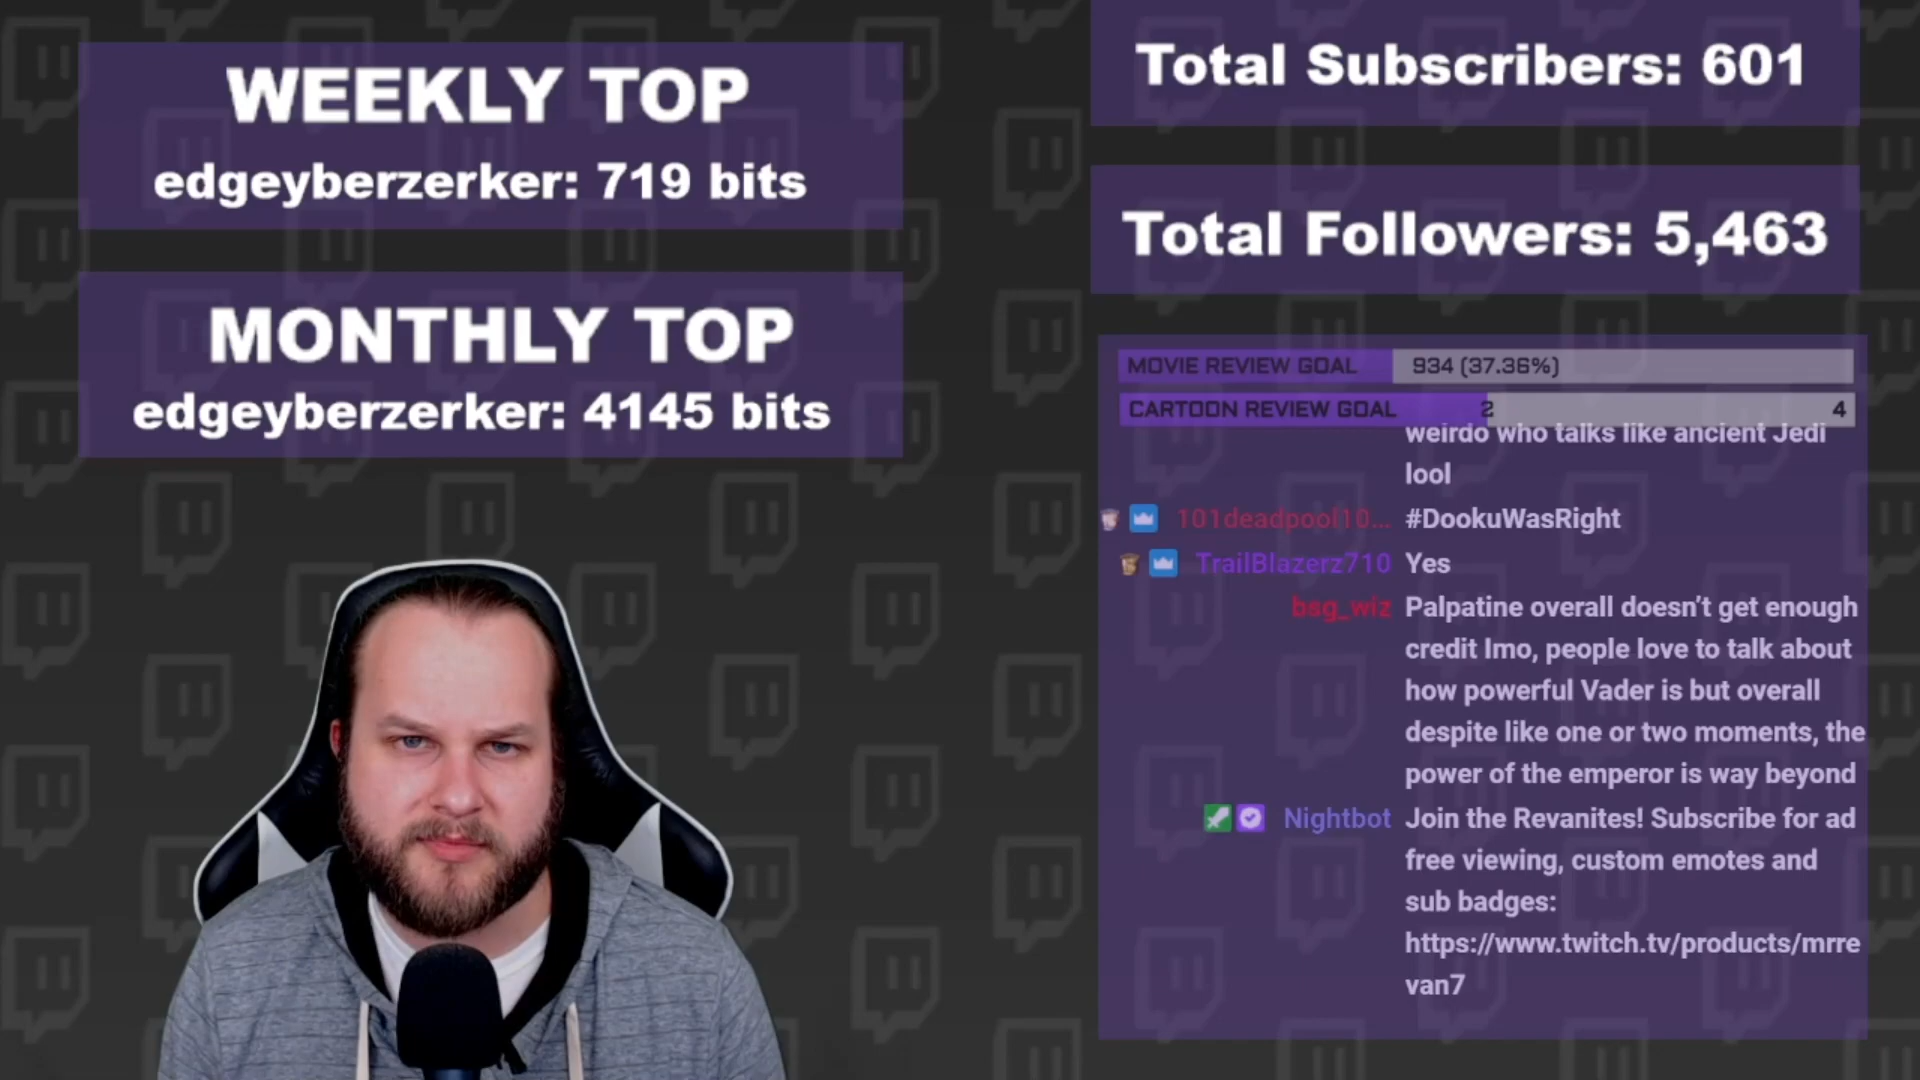 WEEKLY TOP
edgeyberzerker: 719 bits
MONTHLY TOP
edgeyberzerker: 4145 bits
Total Subscribers: 601
Total Followers: 5,463
MOVIE REVIEW GOAL 934 (37.36%)
CARTOON REVIEW GOAL 2 4
weirdo who talks like ancient Jedi
lool
101deadpool10... #DookuWasRight
TrailBlazerz710 Yes
bsg_wiz Palpatine overall doesn’t get enough
credit Imo, people love to talk about
how powerful Vader is but overall
despite like one or two moments, the
power of the emperor is way beyond
Nightbot Join the Revanites! Subscribe for ad
free viewing, custom emotes and
sub badges:
https://www.twitch.tv/products/mrre
van7